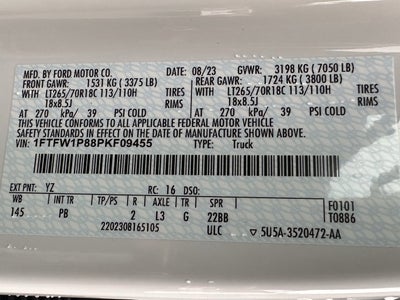 MFD. BY FORD MOTOR CO. 08/23 GVWR: 3198 KG ( 7050 LB)
FRONT GAWR: 1531 KG ( 3375 LB) REAR GAWR: 1724 KG ( 3800 LB)
LT265/70R18C 113/110H TIRES LT265/70R18C 113/110H TIRES
18x8.5J RIMS 18x8.5J RIMS
AT 270 kPa/ 39 PSI COLD AT 270 kPa/ 39 PSI COLD
THIS VEHICLE CONFORMS TO ALL APPLICABLE FEDERAL MOTOR VEHICLE
SAFETY, BUMPER, AND THEFT PREVENTION STANDARDS IN EFFECT ON THE DATE OF MANUFACTURE SHOWN ABOVE.
VIN: 1FTFW1P88PKF09455 TYPE: Truck
EXT PNT: YZ RC: 16 DSO:
WB INT TR TP/PS R AXLE TR SPR F0101
145 PB 2 L3 G 22BB T0886
2202308165105 ULC 5U5A-3520472-AA